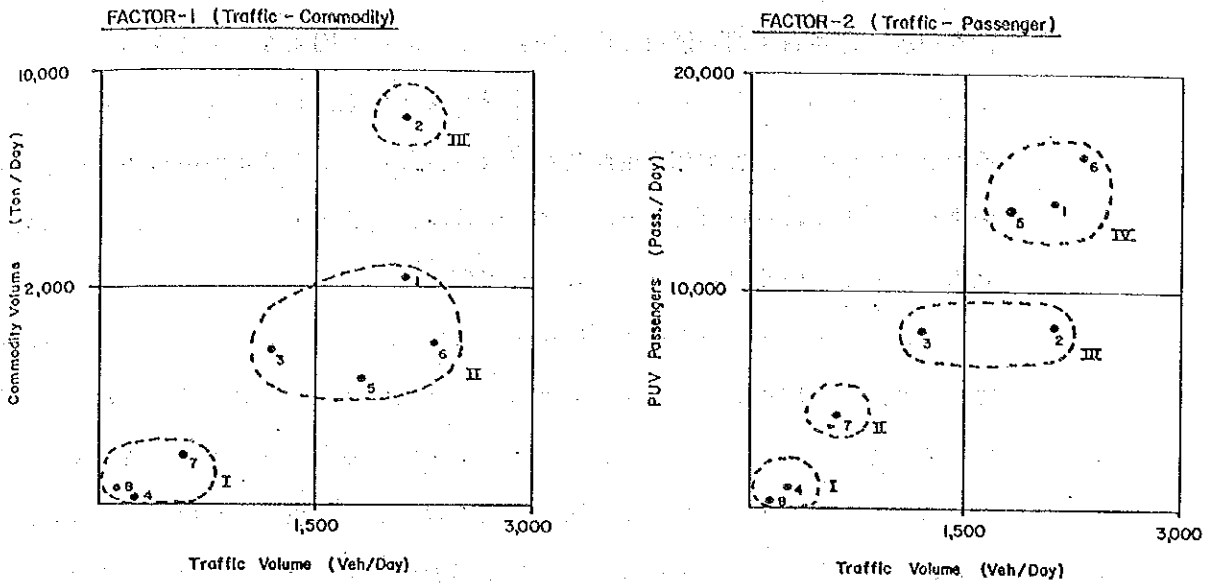 FACTOR-1 (Traffic - Commodity)
10,000
2
III
Commodity Volume (Ton / Day)
2,000
1
3
6
5
II
7
8
4
I
1,500
3,000
Traffic Volume (Veh/Day)
FACTOR-2 (Traffic - Passenger)
20,000
6
1
5
IV
PUV Passengers (Pass./ Day)
10,000
3
2
III
7
II
4
8
I
1,500
3,000
Traffic Volume (Veh/Day)